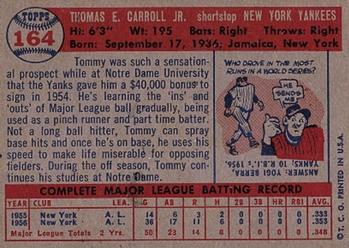 TOPPS
164
THOMAS E. CARROLL JR. shortstop NEW YORK YANKEES
Ht: 6'3" Wt: 195 Bats: Right Throws: Right
Born: September 17, 1936; Jamaica, New York
Tommy was such a sensational
prospect while at Notre Dame University
that the Yanks gave him a $40,000 bonus to
sign in 1954. He's learning the 'ins' and
'outs' of Major League ball gradually, being
used as a pinch runner and part time batter.
Not a long ball hitter, Tommy can spray
base hits and once on base, he uses his
speed to make life miserable for opposing
fielders. During the off season, Tommy
continues his studies at Notre Dame.
WHO DROVE IN THE MOST
RUNS IN A WORLD SERIES?
HE
SENDS
ME!
ANSWER: YOGI BERRA
YANKS 10 R.B.I.'S 1956.
COMPLETE MAJOR LEAGUE BATTING RECORD
YEAR CLUB LEA G AB R H 2B 3B HR RBI AVG.
1955 New York A.L. 14 6 3 2 0 0 0 0 .333
1956 New York A.L. 36 17 11 6 0 0 0 0 .353
Major League Totals 2 Yrs. 50 23 14 8 0 0 0 0 .348
© T. C. G. PRINTED IN U.S.A.